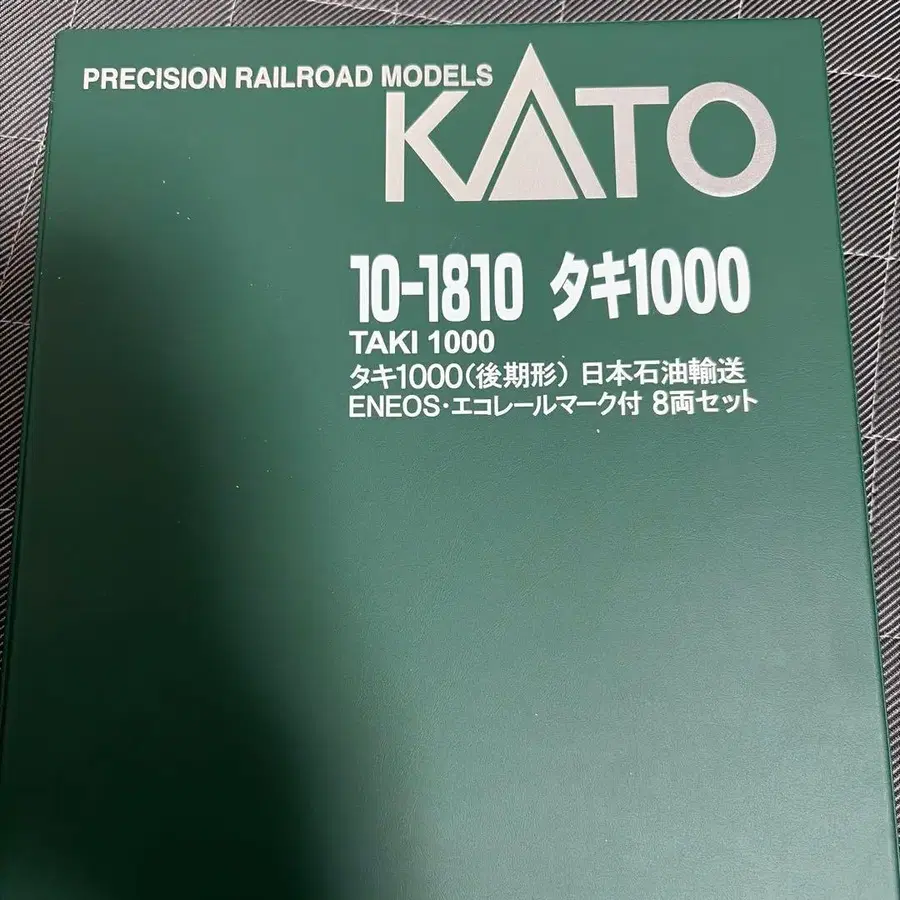 PRECISION RAILROAD MODELS
KATO
10-1810 タキ1000
TAKI 1000
タキ1000(後期形) 日本石油輸送
ENEOS・エコレールマーク付 8両セット